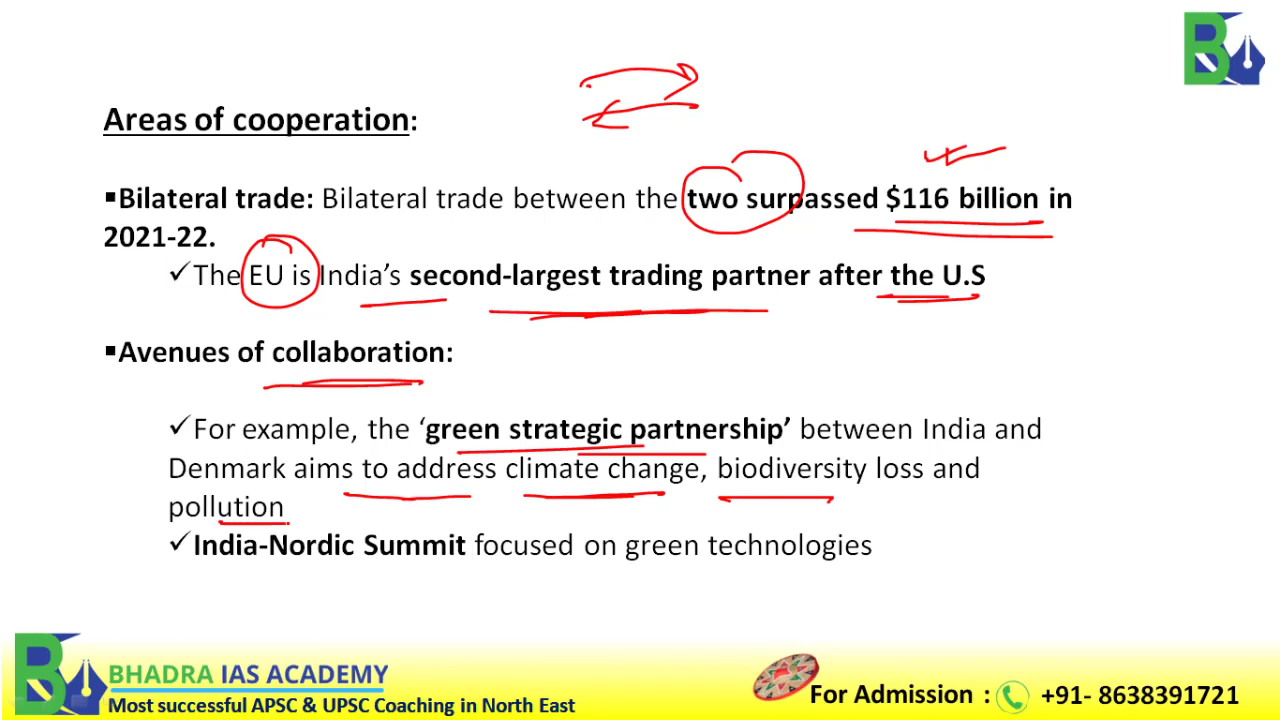 Areas of cooperation:
▪Bilateral trade: Bilateral trade between the two surpassed $116 billion in
2021-22.
✓The EU is India's second-largest trading partner after the U.S
▪Avenues of collaboration:
✓For example, the ‘green strategic partnership’ between India and
Denmark aims to address climate change, biodiversity loss and
pollution
✓India-Nordic Summit focused on green technologies
BHADRA IAS ACADEMY
Most successful APSC & UPSC Coaching in North East
For Admission : +91- 8638391721